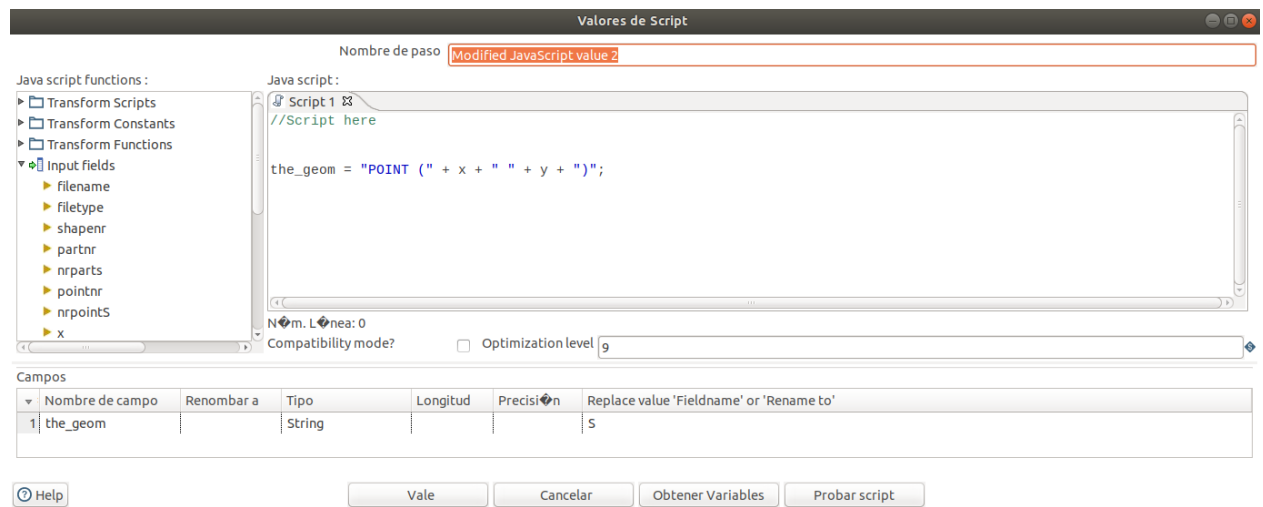 Valores de Script
Nombre de paso Modified JavaScript value 2
Java script functions :
Transform Scripts
Transform Constants
Transform Functions
Input fields
filename
filetype
shapenr
partnr
nrparts
pointnr
nrpointS
x
Java script :
Script 1
//Script here
the_geom = "POINT (" + x + " " + y + ")";
N�m. L�nea: 0
Compatibility mode? Optimization level 9
Campos
Nombre de campo Renombar a Tipo Longitud Precisi�n Replace value 'Fieldname' or 'Rename to'
1 the_geom String S
Help Vale Cancelar Obtener Variables Probar script